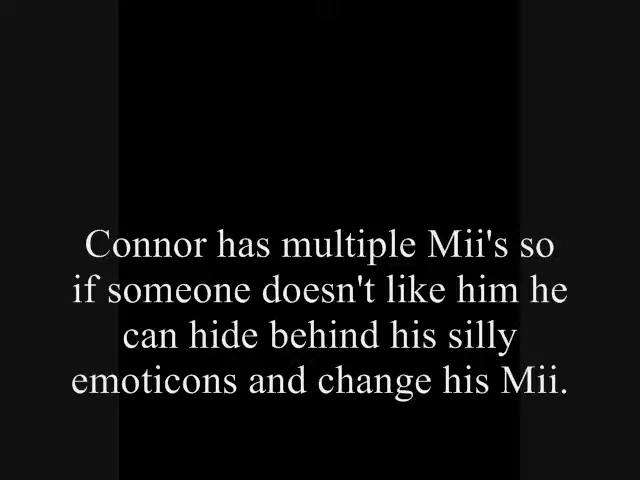 Connor has multiple Mii's so
if someone doesn't like him he
can hide behind his silly
emoticons and change his Mii.